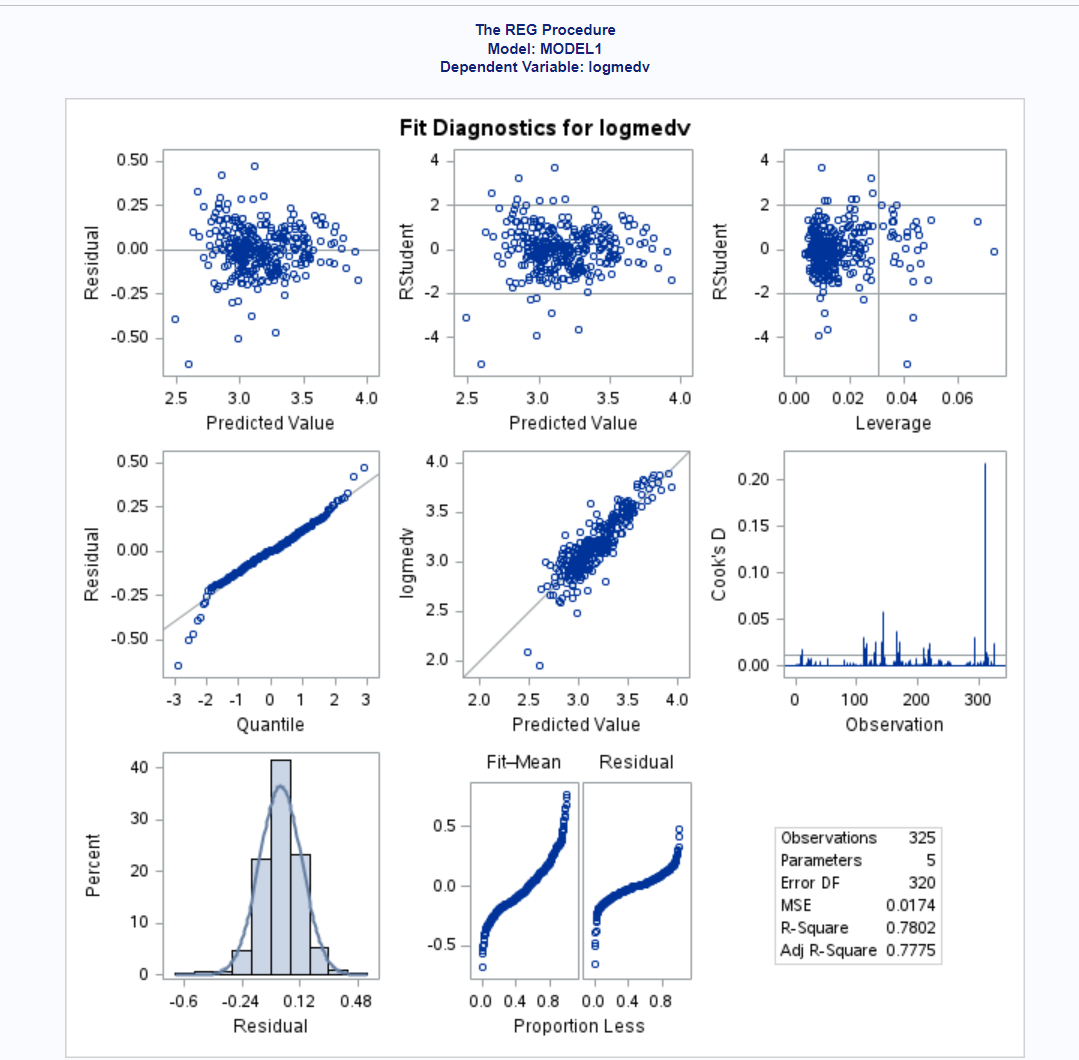 The REG Procedure
Model: MODEL1
Dependent Variable: logmedv
Fit Diagnostics for logmedv
0.50
0.25
0.00
-0.25
-0.50
Residual
2.5 3.0 3.5 4.0
Predicted Value
4
2
0
-2
-4
RStudent
2.5 3.0 3.5 4.0
Predicted Value
4
2
0
-2
-4
RStudent
0.00 0.02 0.04 0.06
Leverage
0.50
0.25
0.00
-0.25
-0.50
Residual
-3 -2 -1 0 1 2 3
Quantile
4.0
3.5
3.0
2.5
2.0
logmedv
2.0 2.5 3.0 3.5 4.0
Predicted Value
0.20
0.15
0.10
0.05
0.00
Cook's D
0 100 200 300
Observation
40
30
20
10
0
Percent
-0.6 -0.24 0.12 0.48
Residual
Fit–Mean Residual
0.5
0.0
-0.5
0.0 0.4 0.8 0.0 0.4 0.8
Proportion Less
Observations 325
Parameters 5
Error DF 320
MSE 0.0174
R-Square 0.7802
Adj R-Square 0.7775